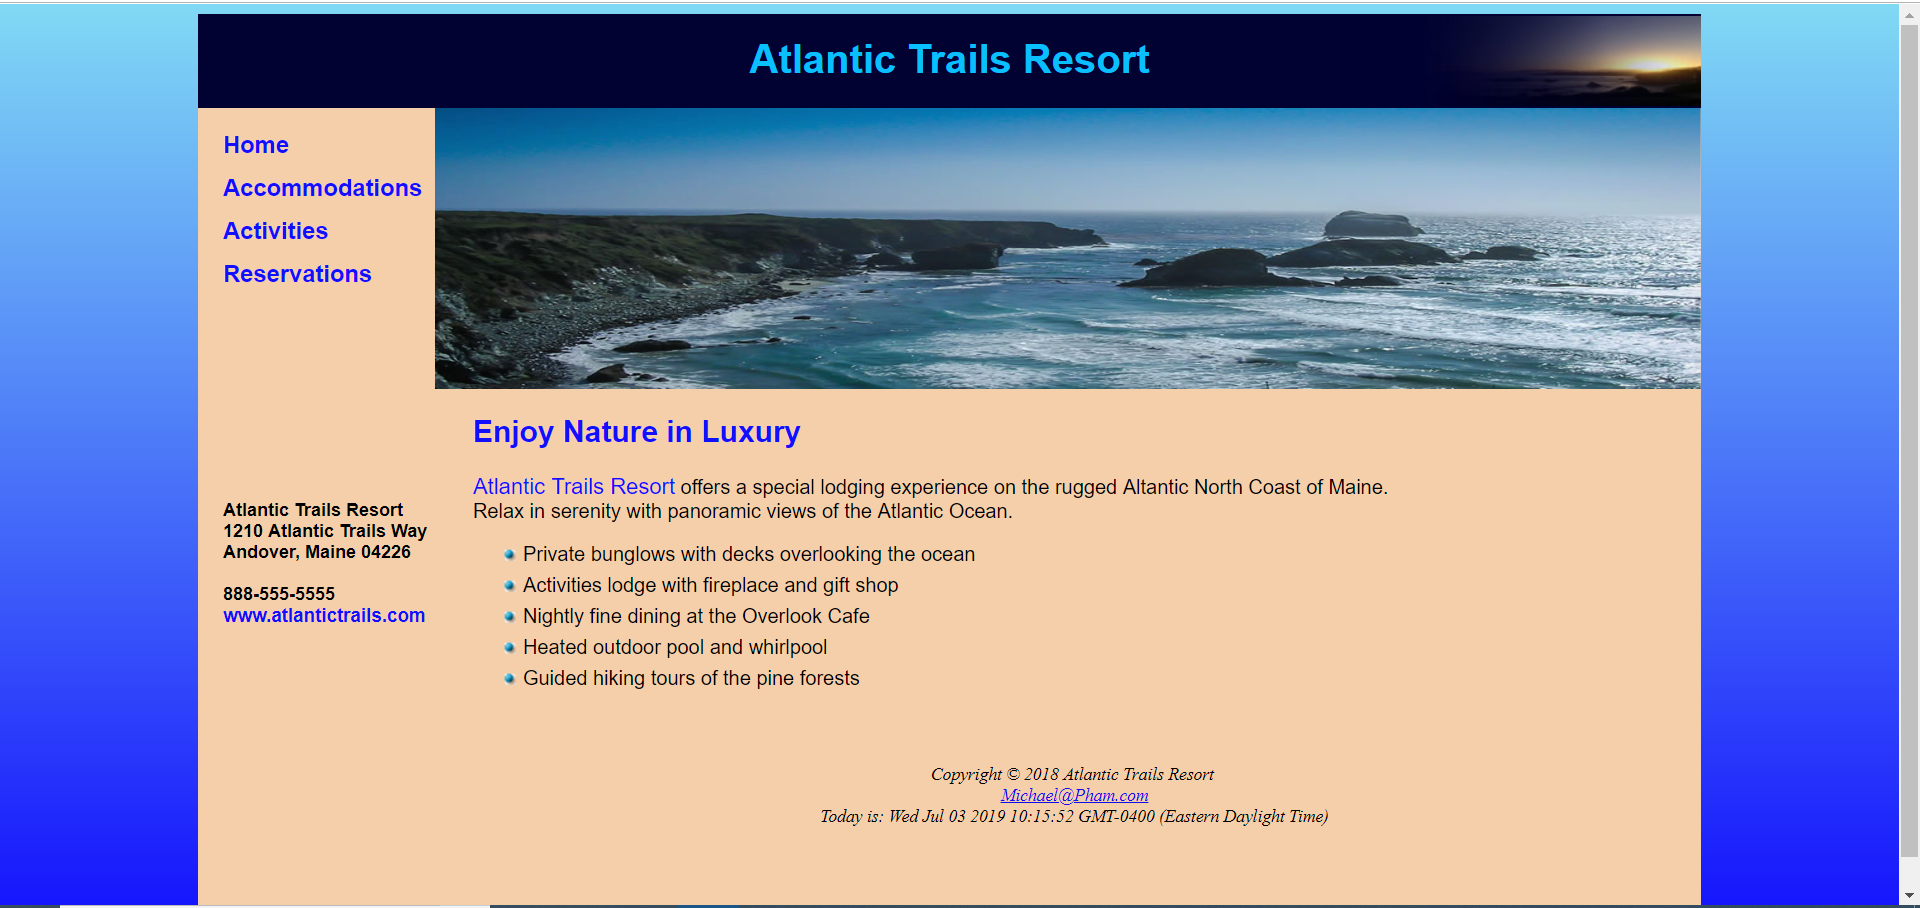 Atlantic Trails Resort
Home
Accommodations
Activities
Reservations
Atlantic Trails Resort
1210 Atlantic Trails Way
Andover, Maine 04226
888-555-5555
www.atlantictrails.com
Enjoy Nature in Luxury
Atlantic Trails Resort offers a special lodging experience on the rugged Altantic North Coast of Maine.
Relax in serenity with panoramic views of the Atlantic Ocean.
Private bunglows with decks overlooking the ocean
Activities lodge with fireplace and gift shop
Nightly fine dining at the Overlook Cafe
Heated outdoor pool and whirlpool
Guided hiking tours of the pine forests
Copyright © 2018 Atlantic Trails Resort
Michael@Pham.com
Today is: Wed Jul 03 2019 10:15:52 GMT-0400 (Eastern Daylight Time)